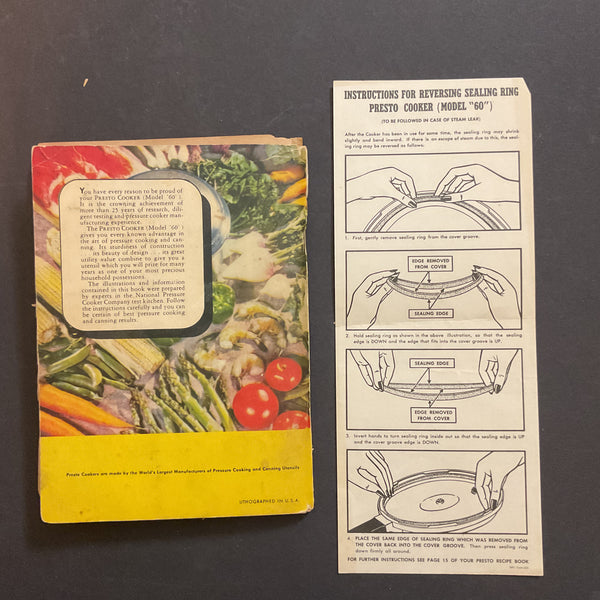 You have every reason to be proud of
your PRESTO COOKER (Model '60').
It is the crowning achievement of
more than 25 years of research, dili-
gent testing and pressure cooker man-
ufacturing experience.
The PRESTO COOKER (Model '60')
gives you every known advantage in
the art of pressure cooking and can-
ning. Its sturdiness of construction
. . . its beauty of design . . . its great
utility value combine to give you a
utensil which you will prize for many
years as one of your most precious
household possessions.
The illustrations and information
contained in this book were prepared
by experts in the National Pressure
Cooker Company test kitchen. Follow
the instructions carefully and you can
be certain of best pressure cooking
and canning results.
Presto Cookers are made by the World's Largest Manufacturers of Pressure Cooking and Canning Utensils
LITHOGRAPHED IN U.S.A.
INSTRUCTIONS FOR REVERSING SEALING RING
PRESTO COOKER (MODEL "60")
(TO BE FOLLOWED IN CASE OF STEAM LEAK)
After the Cooker has been in use for some time, the sealing ring may shrink
slightly and bend inward. If there is an escape of steam due to this, the seal-
ing ring may be reversed as follows:
1. First, gently remove sealing ring from the cover groove.
EDGE REMOVED
FROM COVER
SEALING EDGE
2. Hold sealing ring as shown in the above illustration, so that the sealing
edge is DOWN and the edge that fits into the cover groove is UP.
SEALING EDGE
EDGE REMOVED
FROM COVER
3. Invert hands to turn sealing ring inside out so that the sealing edge is UP
and the cover groove edge is DOWN.
4. PLACE THE SAME EDGE OF SEALING RING WHICH WAS REMOVED FROM
THE COVER BACK INTO THE COVER GROOVE. Then press sealing ring
down firmly all around.
FOR FURTHER INSTRUCTIONS SEE PAGE 15 OF YOUR PRESTO RECIPE BOOK